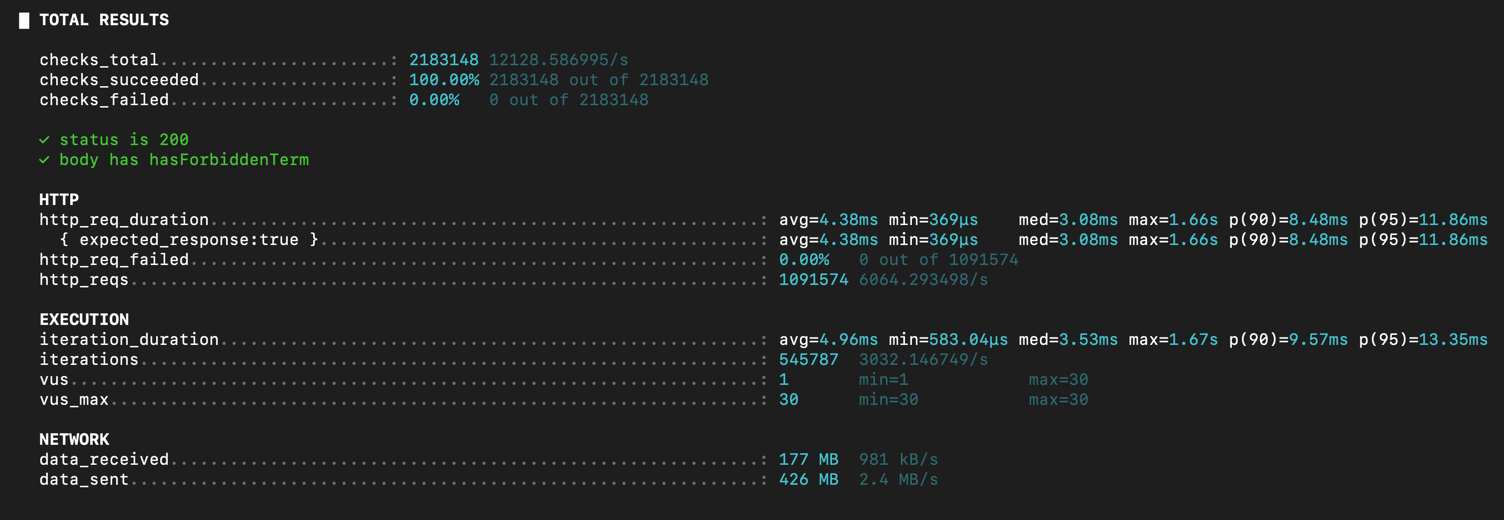 █ TOTAL RESULTS
checks_total.......................: 2183148 12128.586995/s
checks_succeeded...................: 100.00% 2183148 out of 2183148
checks_failed......................: 0.00%   0 out of 2183148
✓ status is 200
✓ body has hasForbiddenTerm
HTTP
http_req_duration.......................................................: avg=4.38ms min=369µs    med=3.08ms max=1.66s p(90)=8.48ms p(95)=11.86ms
  { expected_response:true }............................................: avg=4.38ms min=369µs    med=3.08ms max=1.66s p(90)=8.48ms p(95)=11.86ms
http_req_failed.........................................................: 0.00%   0 out of 1091574
http_reqs...............................................................: 1091574 6064.293498/s
EXECUTION
iteration_duration......................................................: avg=4.96ms min=583.04µs med=3.53ms max=1.67s p(90)=9.57ms p(95)=13.35ms
iterations..............................................................: 545787  3032.146749/s
vus.....................................................................: 1       min=1            max=30
vus_max.................................................................: 30      min=30           max=30
NETWORK
data_received...........................................................: 177 MB  981 kB/s
data_sent...............................................................: 426 MB  2.4 MB/s